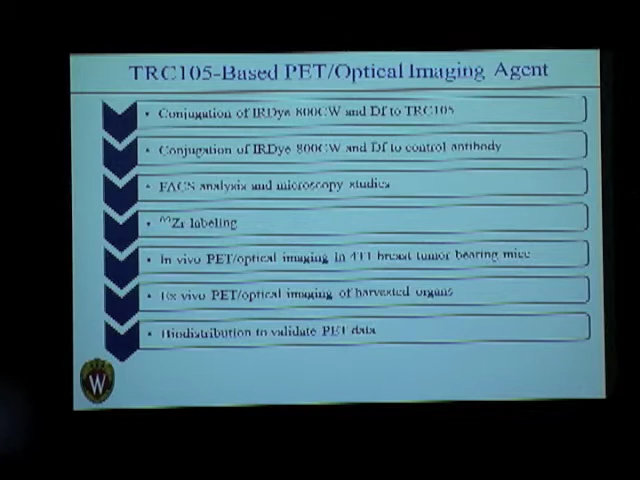 TRC105-Based PET/Optical Imaging Agent
• Conjugation of IRDye 800CW and Df to TRC105
• Conjugation of IRDye 800CW and Df to control antibody
• FACS analysis and microscopy studies
• ⁸⁹Zr labeling
• In vivo PET/optical imaging in 4T1 breast tumor bearing mice
• Ex vivo PET/optical imaging of harvested organs
• Biodistribution to validate PET data
W